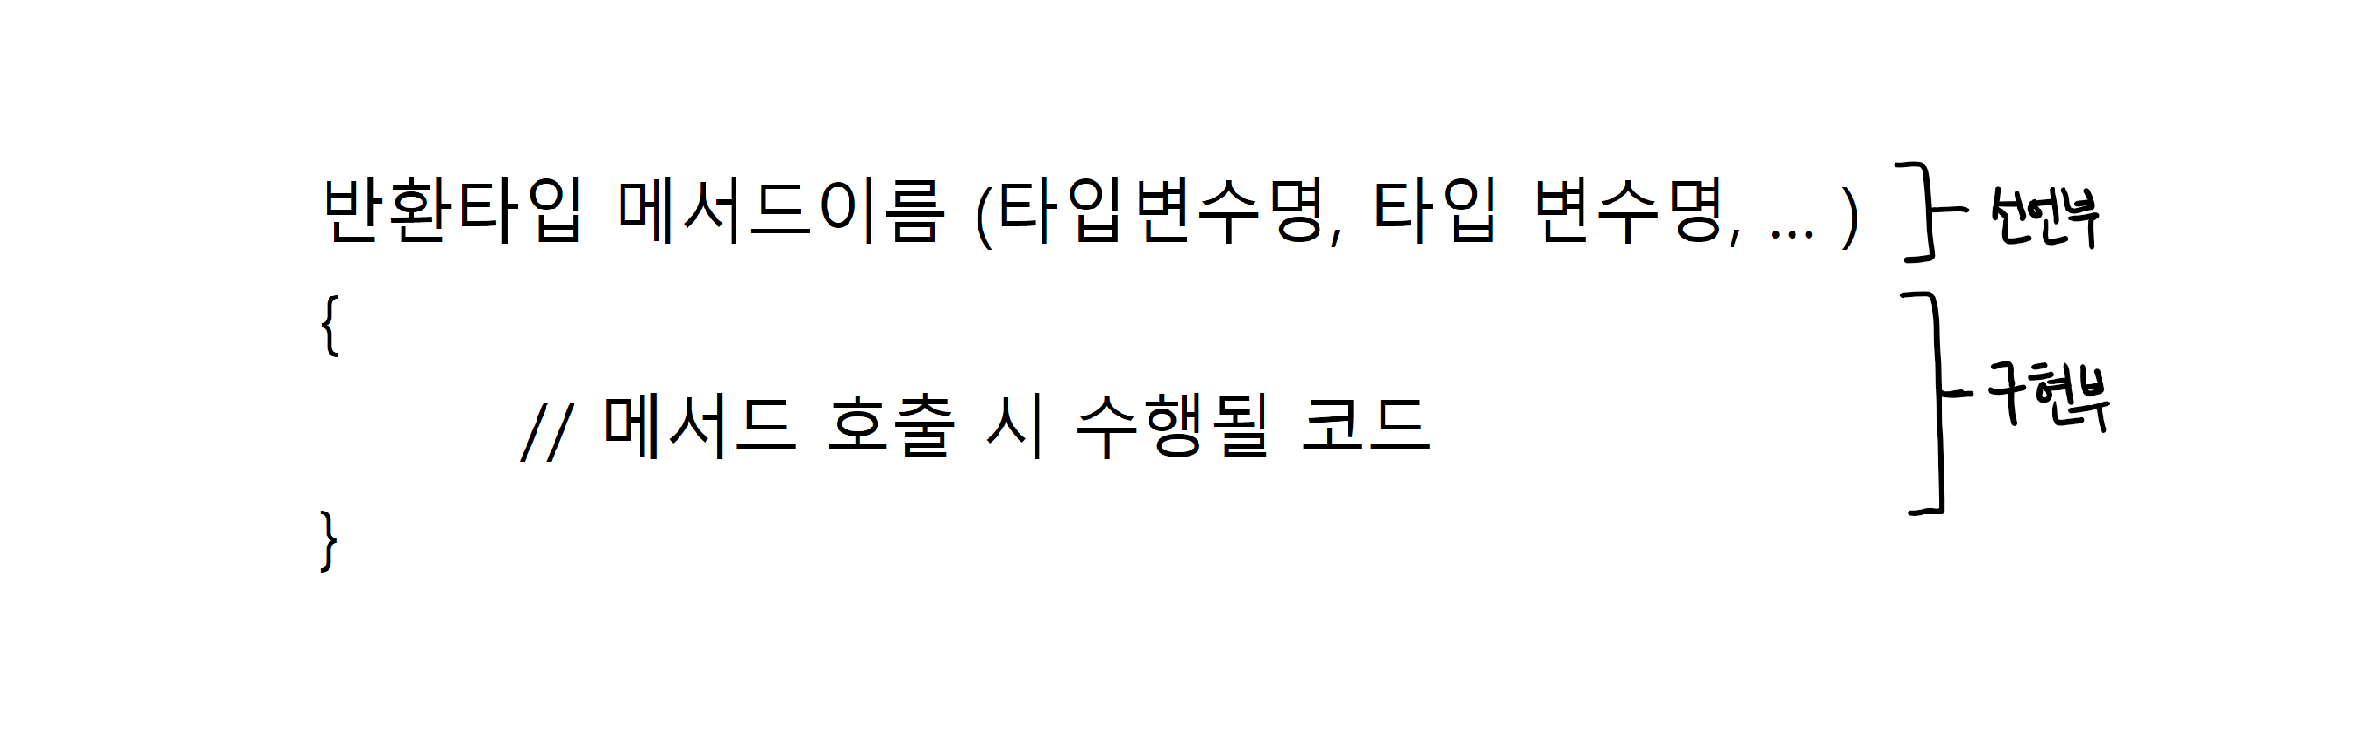 반환타입 메서드이름 (타입변수명, 타입 변수명, ... )
선언부
{
// 메서드 호출 시 수행될 코드
구현부
}